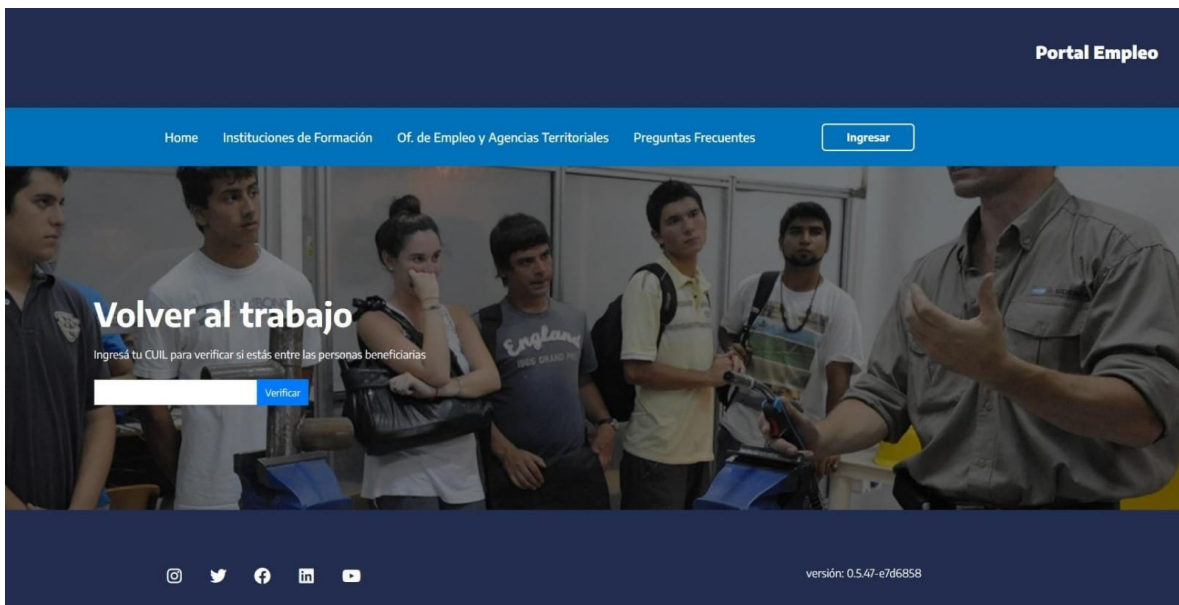 Portal Empleo
Home Instituciones de Formación Of. de Empleo y Agencias Territoriales Preguntas Frecuentes Ingresar
Volver al trabajo
Ingresá tu CUIL para verificar si estás entre las personas beneficiarias
Verificar
England
versión: 0.5.47-e7d6858